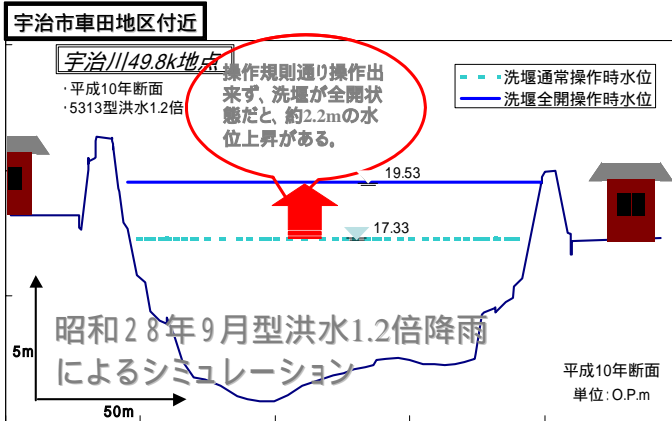 宇治市車田地区付近
宇治川49.8k地点
・平成10年断面
・5313型洪水1.2倍
操作規則通り操作出
来ず、洗堰が全開状
態だと、約2.2mの水
位上昇がある。
洗堰通常操作時水位
洗堰全開操作時水位
19.53
17.33
昭和28年9月型洪水1.2倍降雨
によるシミュレーション
5m
50m
平成10年断面
単位:O.P.m